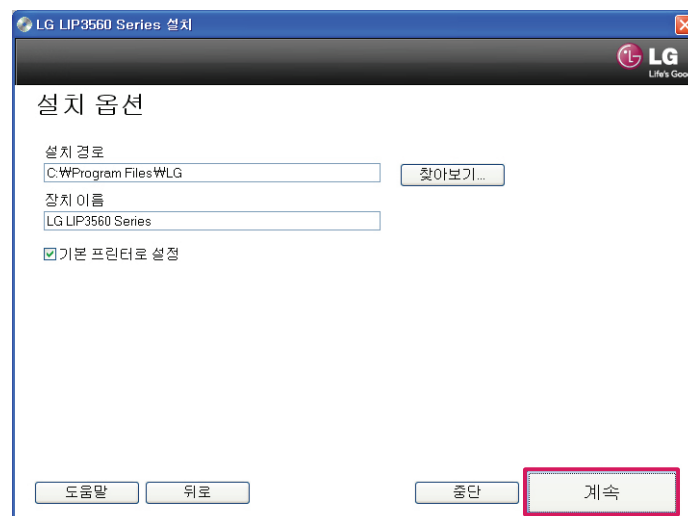 LG LIP3560 Series 설치
LG
Life's Goo
설치 옵션
설치 경로
C:₩Program Files₩LG
찾아보기...
장치 이름
LG LIP3560 Series
기본 프린터로 설정
도움말
뒤로
중단
계속